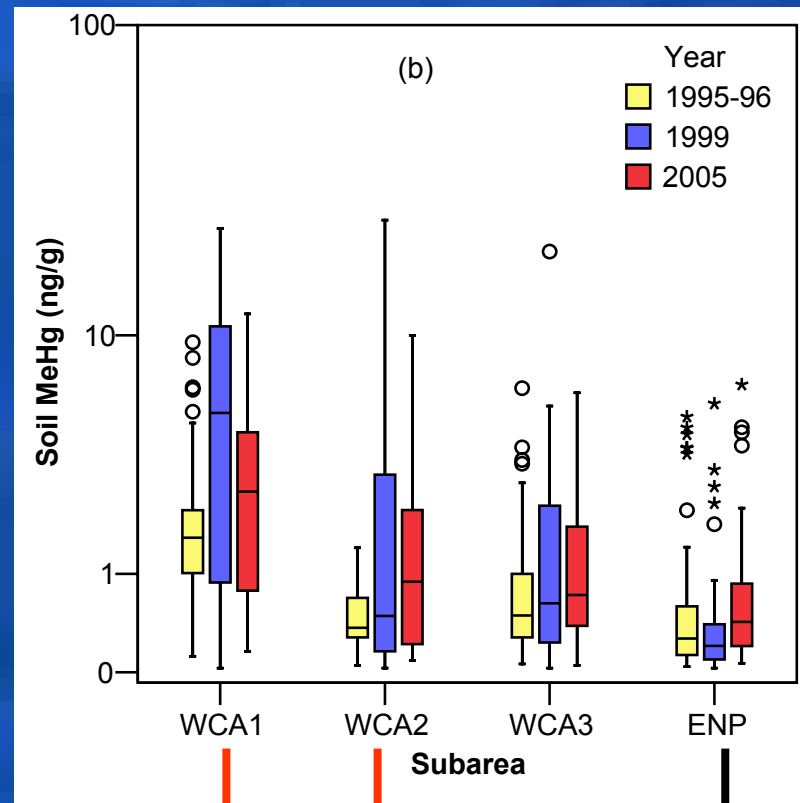 100
(b)
Year
1995-96
1999
2005
Soil MeHg (ng/g)
10
1
0
WCA1 WCA2 WCA3 ENP
Subarea